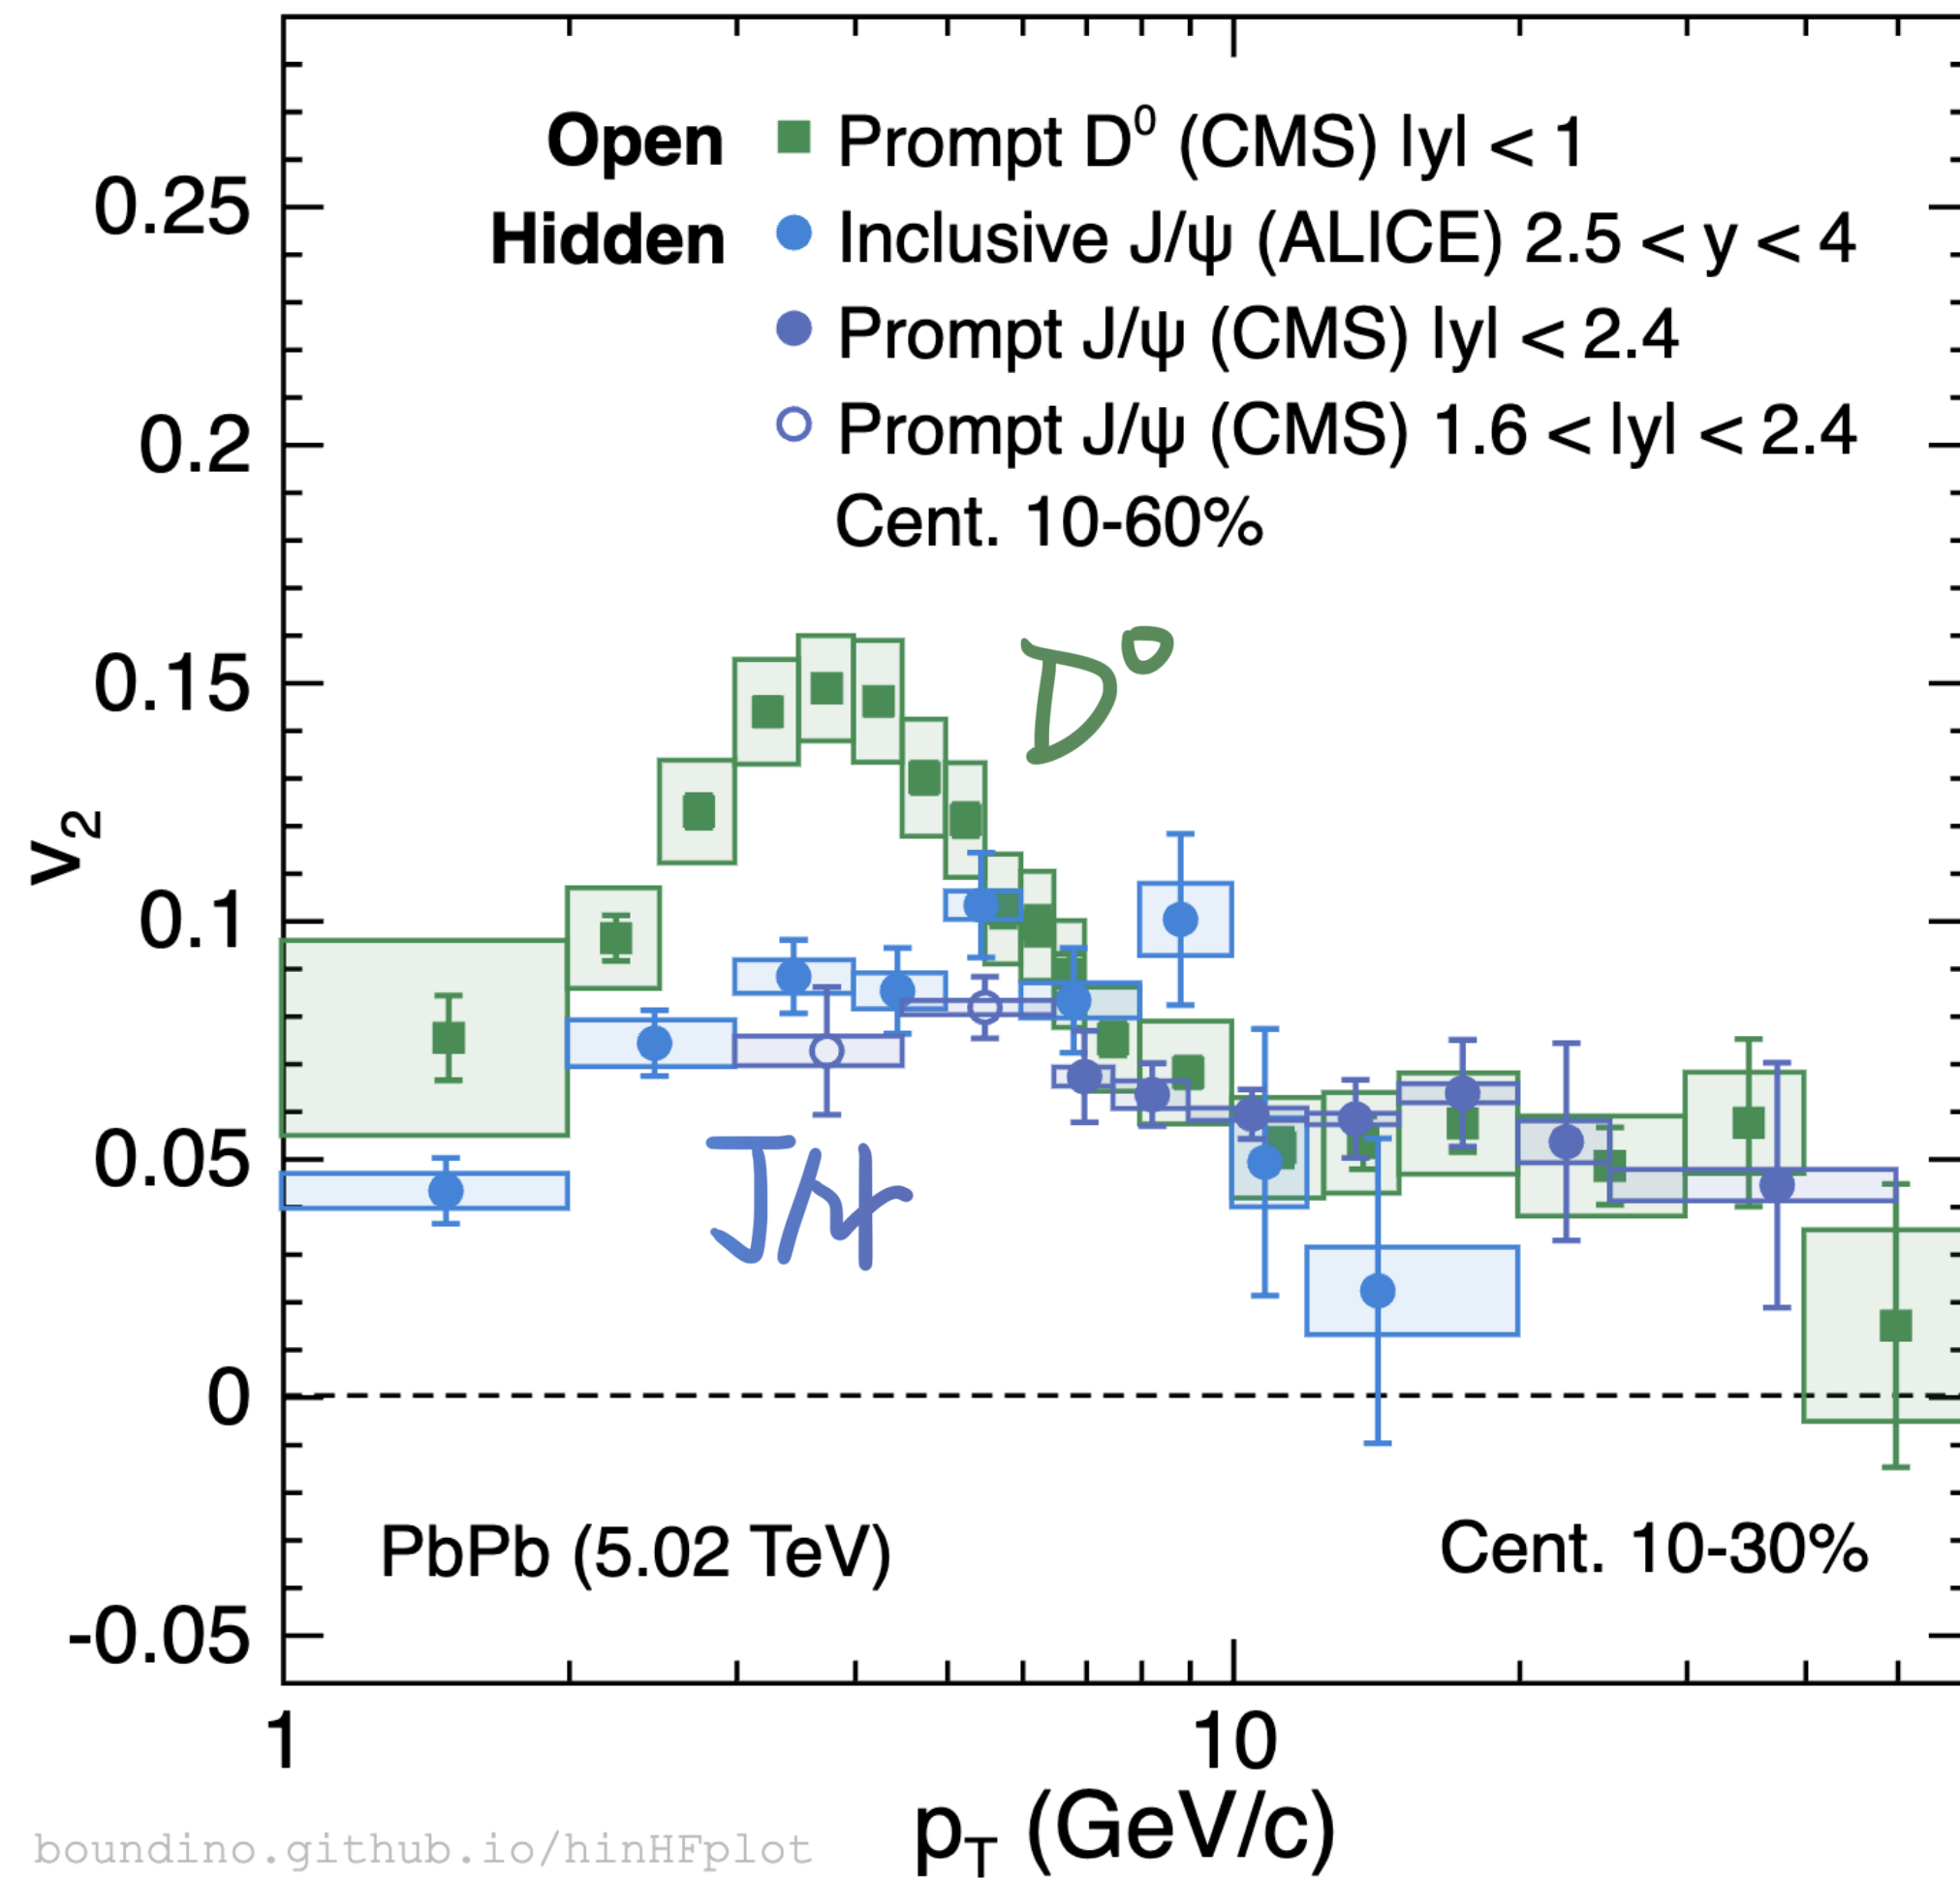 Open Prompt D⁰ (CMS) |y| < 1
Hidden Inclusive J/ψ (ALICE) 2.5 < y < 4
Prompt J/ψ (CMS) |y| < 2.4
Prompt J/ψ (CMS) 1.6 < |y| < 2.4
Cent. 10-60%
0.25
0.2
0.15
0.1
0.05
0
-0.05
v₂
D⁰
J/ψ
PbPb (5.02 TeV)
Cent. 10-30%
1
10
p_T (GeV/c)
boundino.github.io/hinHFplot